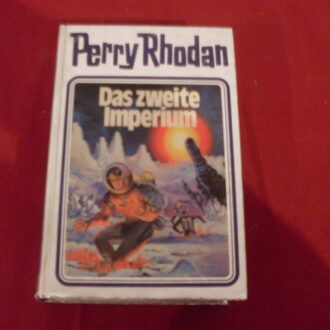 Perry Rhodan
Das zweite
Imperium